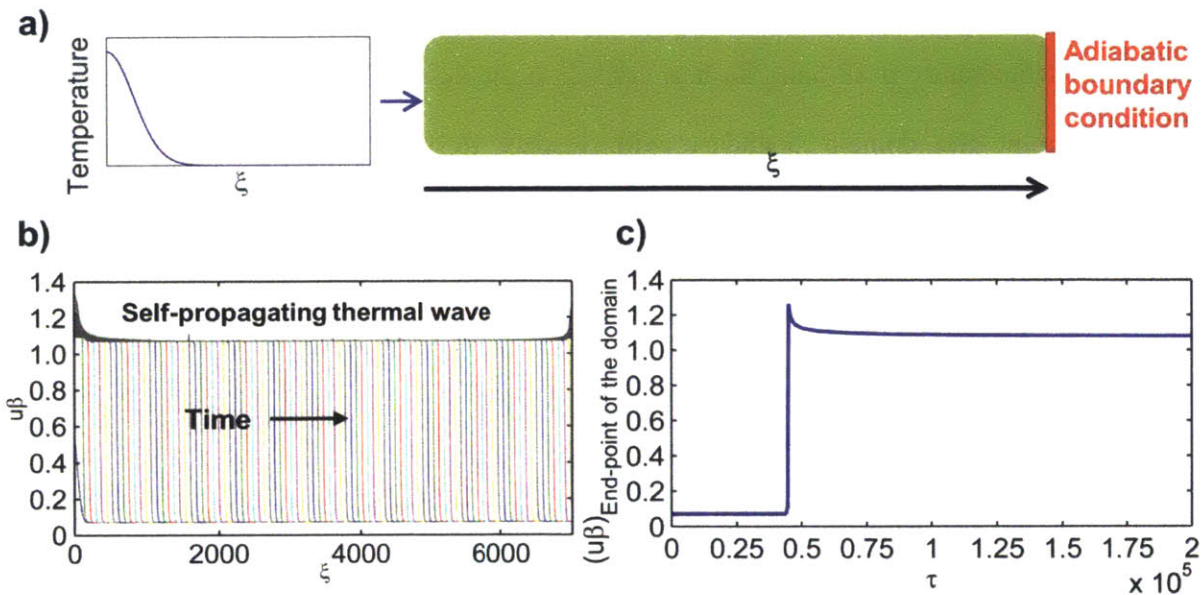 a)
Temperature
ξ
Adiabatic
boundary
condition
ξ
b)
1.4
1.2
1.0
0.8
0.6
0.4
0.2
0
uβ
Self-propagating thermal wave
Time
0 2000 4000 6000
ξ
c)
(uβ)End-point of the domain
1.4
1.2
1.0
0.8
0.6
0.4
0.2
0
0 0.25 0.5 0.75 1 1.25 1.5 1.75 2
τ
x 10⁵